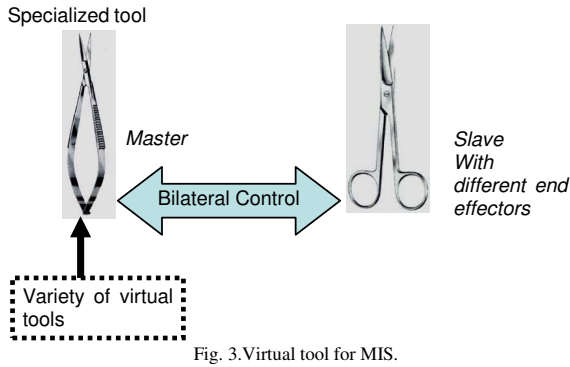 Specialized tool
Master
Slave
With
different end
effectors
Bilateral Control
Variety of virtual
tools
Fig. 3.Virtual tool for MIS.